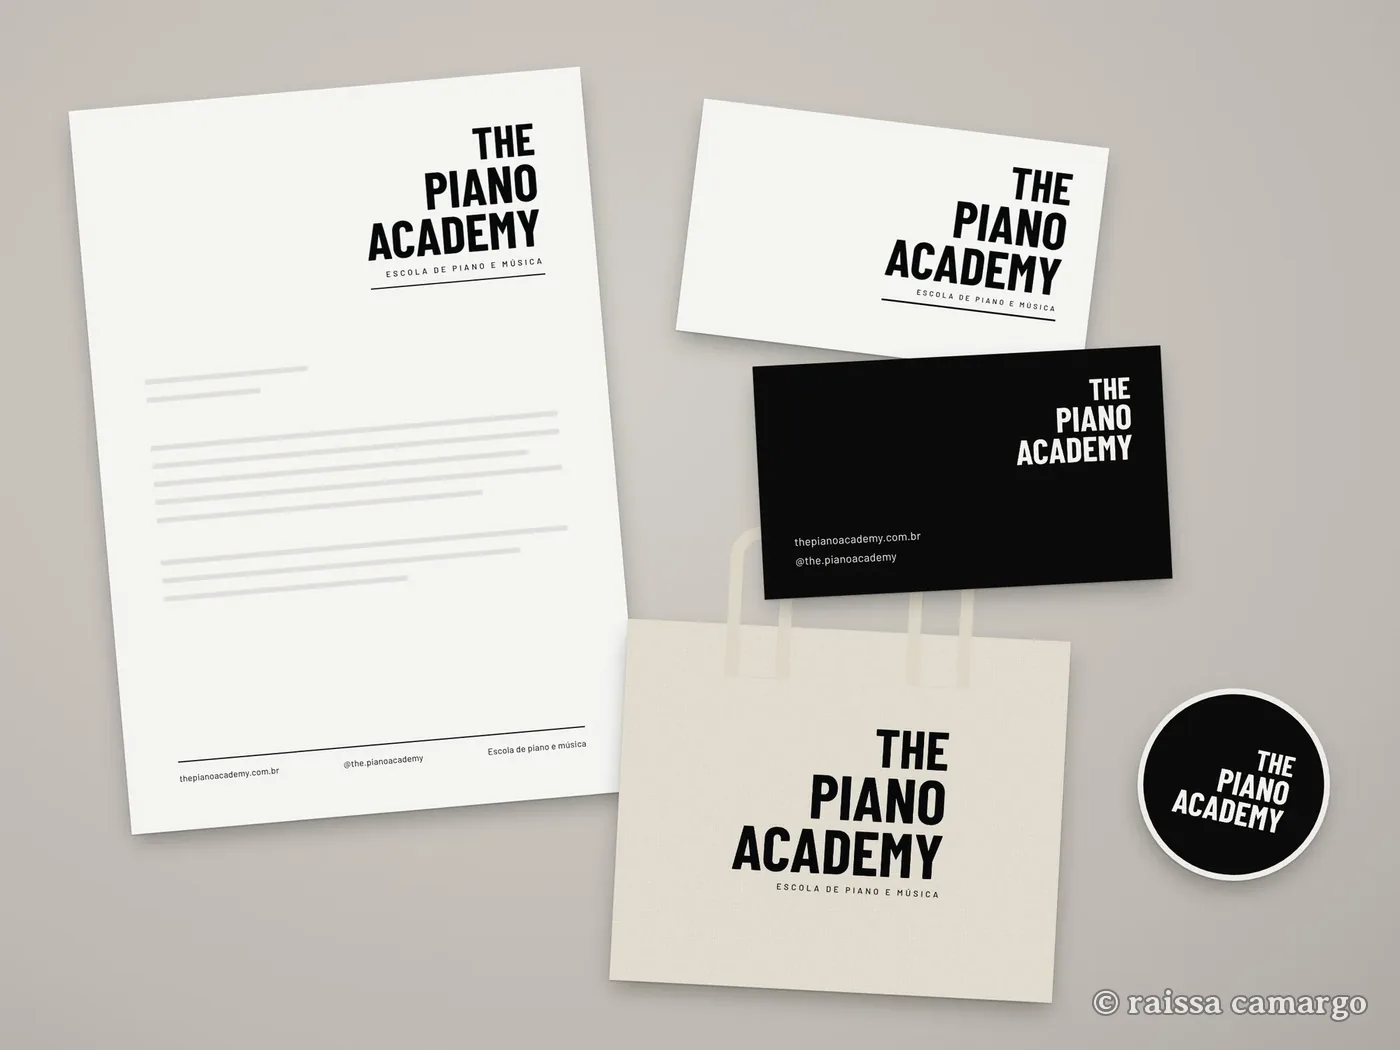 THE
PIANO
ACADEMY
ESCOLA DE PIANO E MÚSICA
thepianoacademy.com.br
@the.pianoacademy
Escola de piano e música
THE
PIANO
ACADEMY
ESCOLA DE PIANO E MÚSICA
THE
PIANO
ACADEMY
thepianoacademy.com.br
@the.pianoacademy
THE
PIANO
ACADEMY
ESCOLA DE PIANO E MÚSICA
THE
PIANO
ACADEMY
© raissa camargo